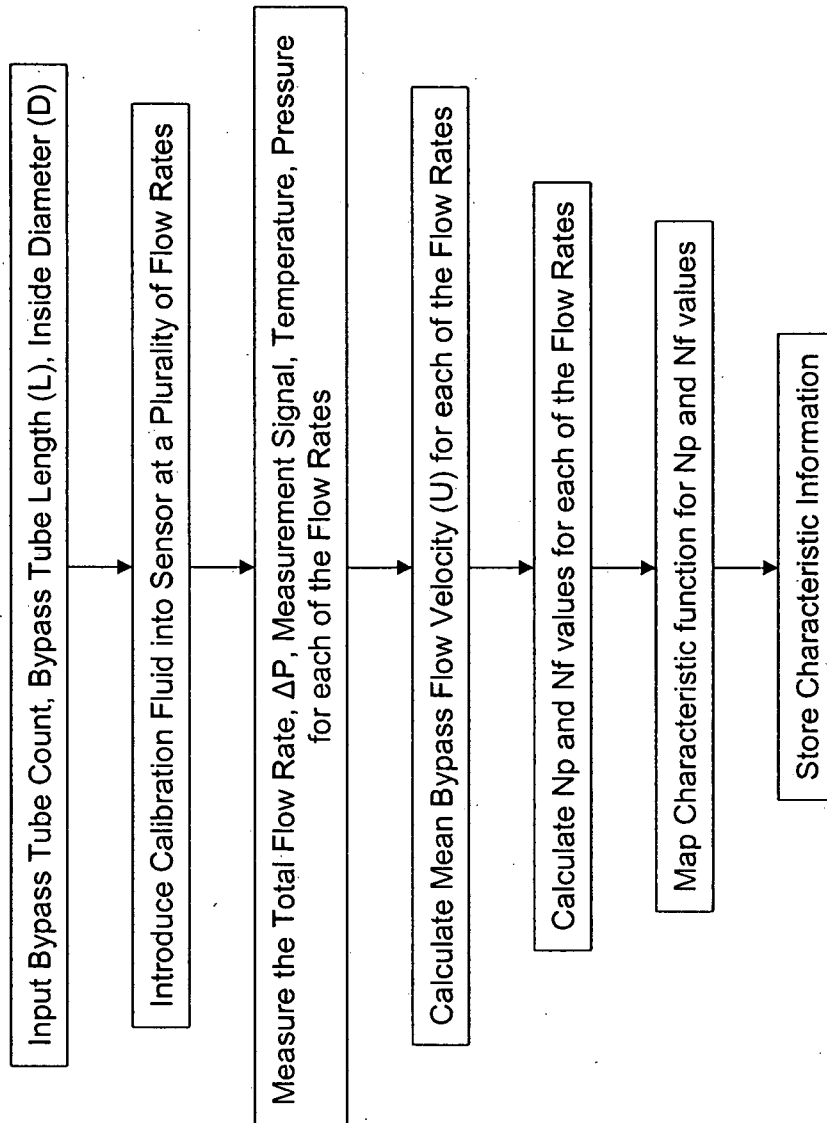 Input Bypass Tube Count, Bypass Tube Length (L), Inside Diameter (D)
Introduce Calibration Fluid into Sensor at a Plurality of Flow Rates
Measure the Total Flow Rate, ΔP, Measurement Signal, Temperature, Pressure
for each of the Flow Rates
Calculate Mean Bypass Flow Velocity (U) for each of the Flow Rates
Calculate Np and Nf values for each of the Flow Rates
Map Characteristic function for Np and Nf values
Store Characteristic Information